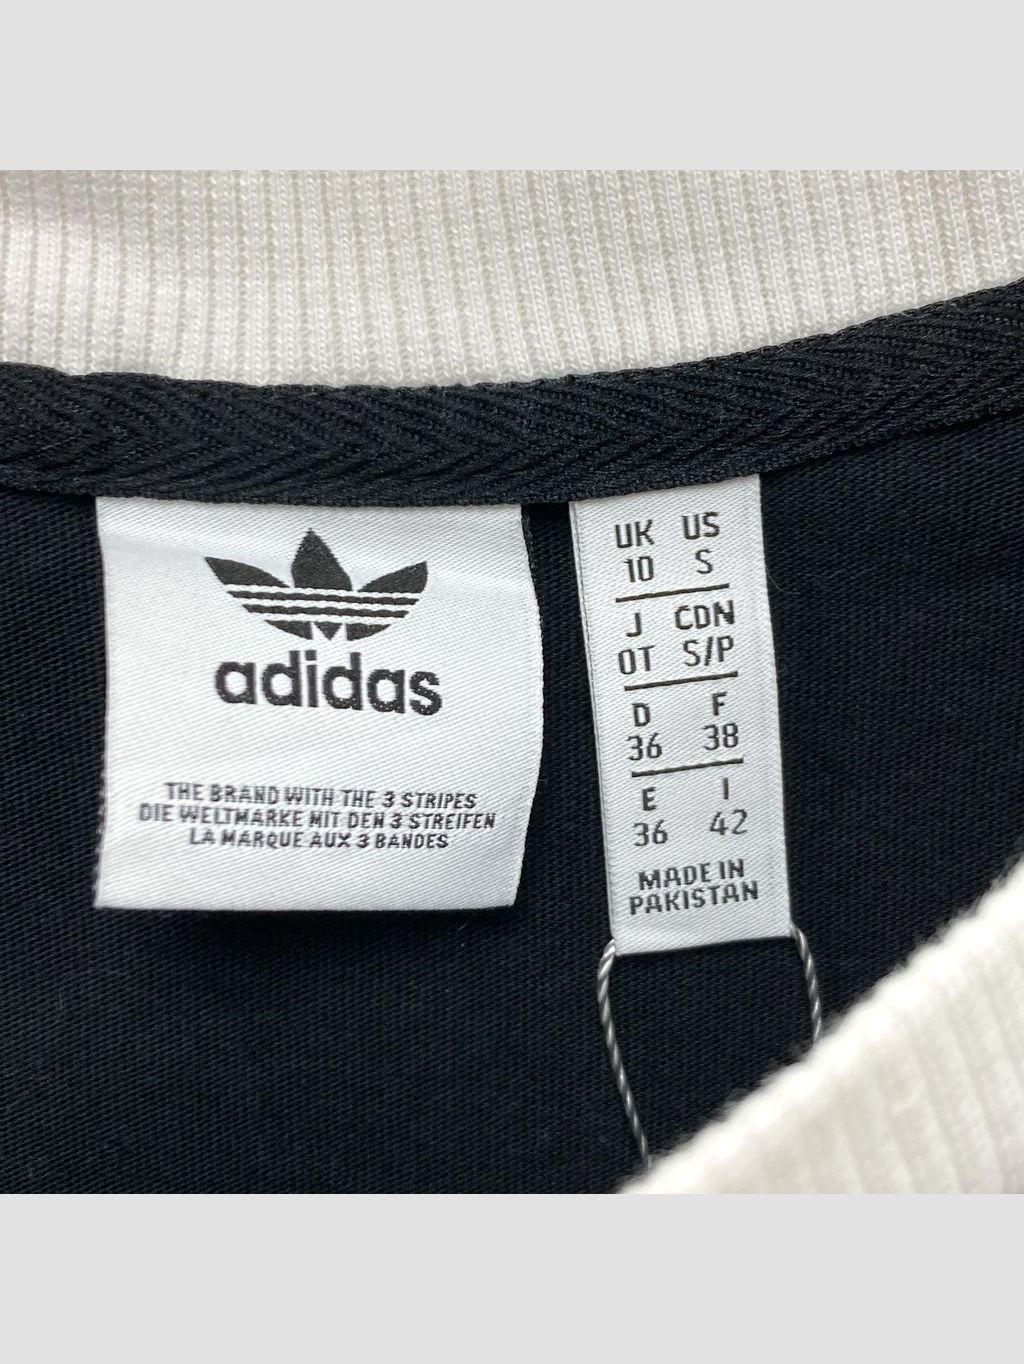 adidas
THE BRAND WITH THE 3 STRIPES
DIE WELTMARKE MIT DEN 3 STREIFEN
LA MARQUE AUX 3 BANDES
UK US
10 S
J CDN
OT S/P
D F
36 38
E I
36 42
MADE IN
PAKISTAN